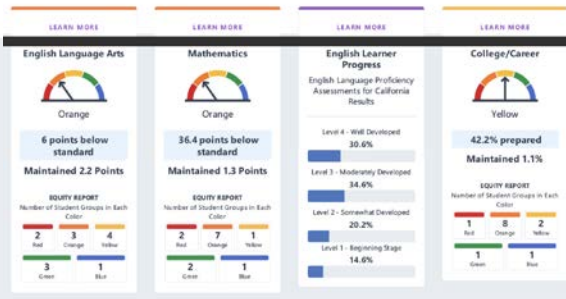 LEARN MORE
English Language Arts
Orange
6 points below
standard
Maintained 2.2 Points
EQUITY REPORT
Number of Student Groups in Each
Color
2
Red
3
Orange
4
Yellow
3
Green
1
Blue
LEARN MORE
Mathematics
Orange
36.4 points below
standard
Maintained 1.3 Points
EQUITY REPORT
Number of Student Groups in Each
Color
2
Red
7
Orange
1
Yellow
2
Green
1
Blue
LEARN MORE
English Learner
Progress
English Language Proficiency
Assessments for California
Results
Level 4 - Well Developed
30.6%
Level 3 - Moderately Developed
34.6%
Level 2 - Somewhat Developed
20.2%
Level 1 - Beginning Stage
14.6%
LEARN MORE
College/Career
Yellow
42.2% prepared
Maintained 1.1%
EQUITY REPORT
Number of Student Groups in Each
Color
1
Red
8
Orange
2
Yellow
1
Green
1
Blue